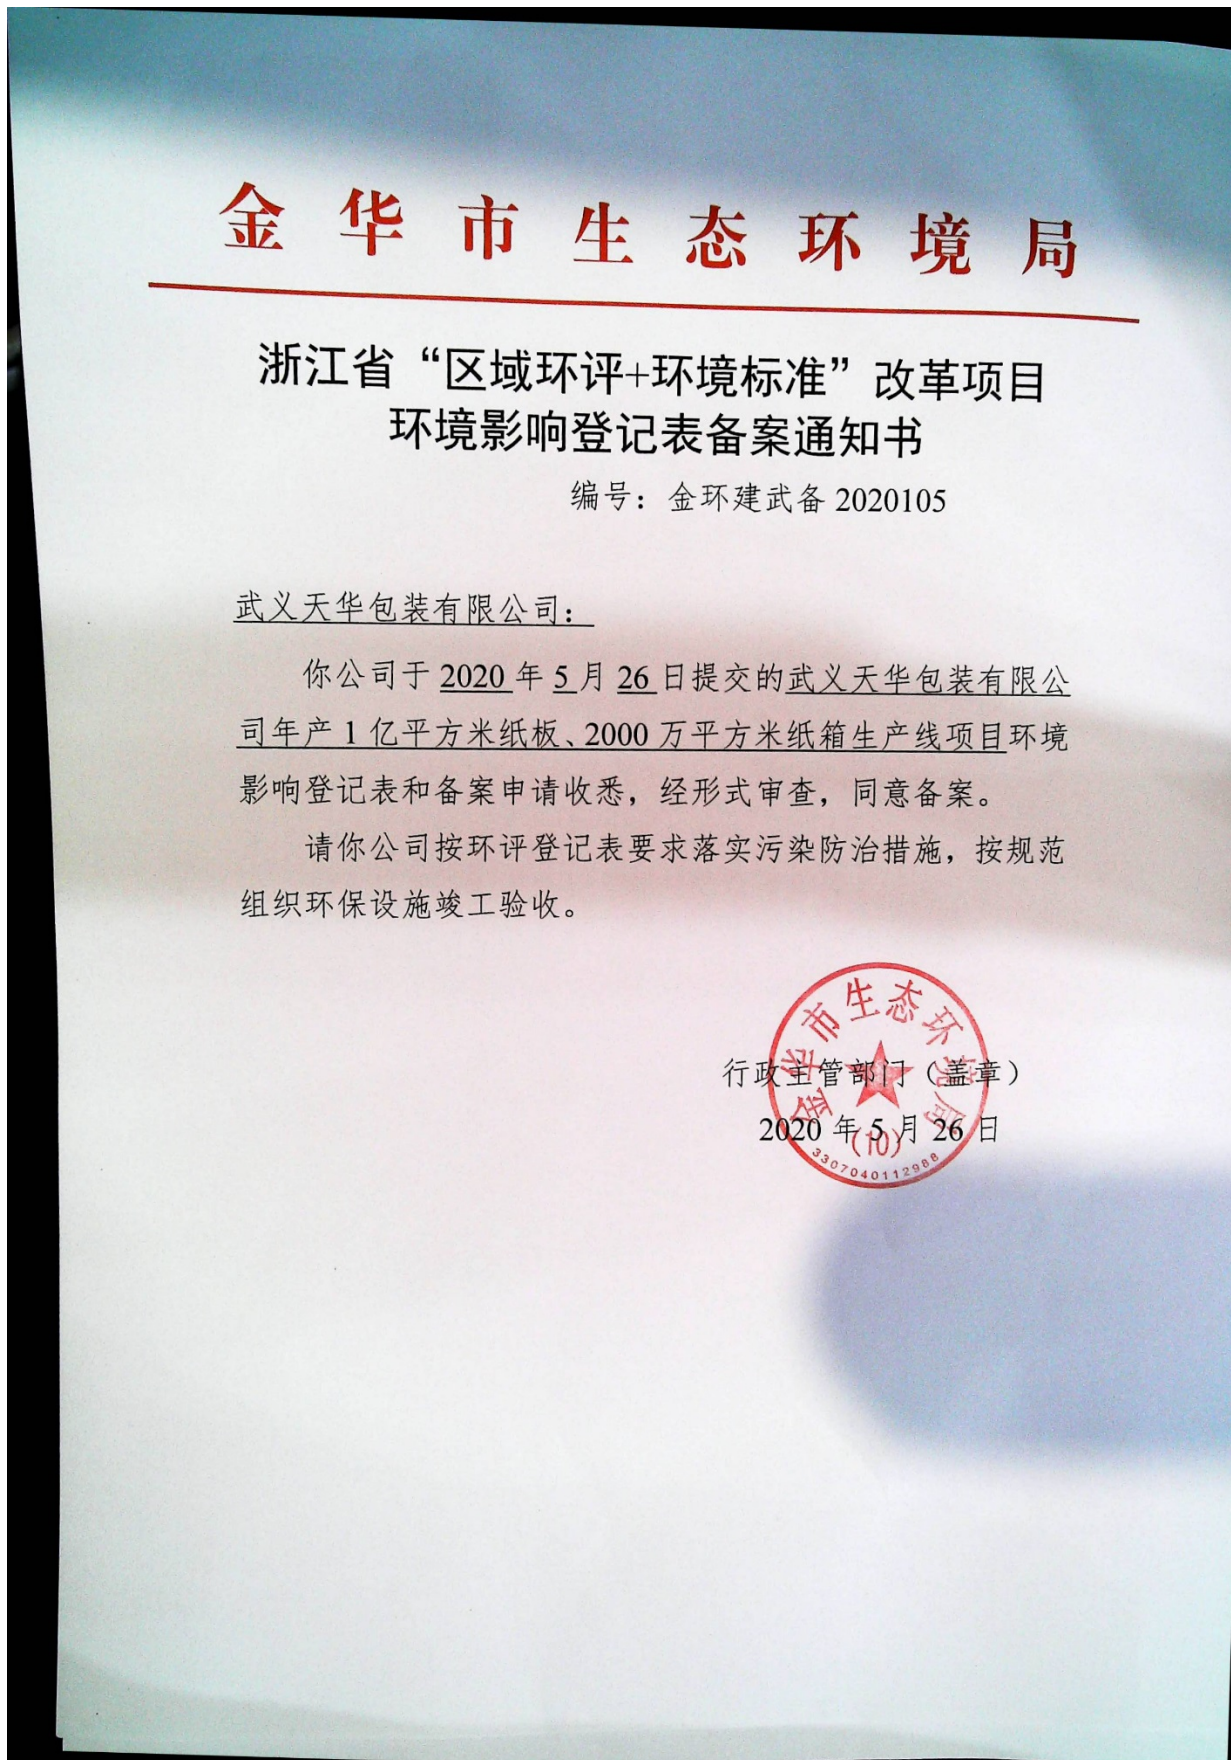 金华市生态环境局
浙江省“区域环评+环境标准”改革项目
环境影响登记表备案通知书
编号：金环建武备 2020105
武义天华包装有限公司：
你公司于 2020 年 5 月 26 日提交的武义天华包装有限公
司年产 1 亿平方米纸板、2000 万平方米纸箱生产线项目环境
影响登记表和备案申请收悉，经形式审查，同意备案。
请你公司按环评登记表要求落实污染防治措施，按规范
组织环保设施竣工验收。
金华市生态环境局
行政主管部门（盖章）
2020 年 5 月 26 日
(10)
3307040112988